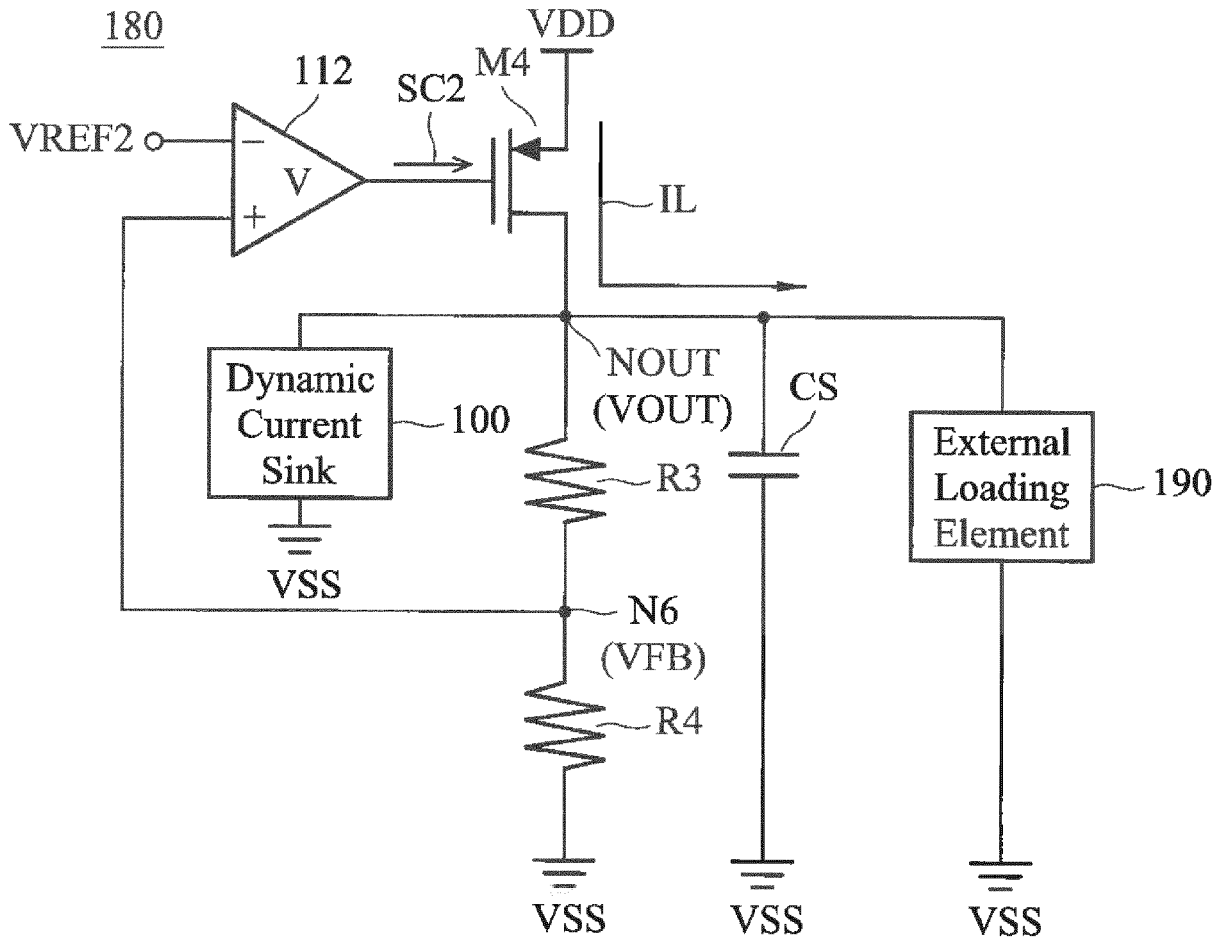 180
VDD
M4
112
SC2
VREF2
−
V
+
IL
NOUT
(VOUT)
Dynamic
Current
Sink
100
CS
R3
External
Loading
Element
190
VSS
N6
(VFB)
R4
VSS
VSS
VSS